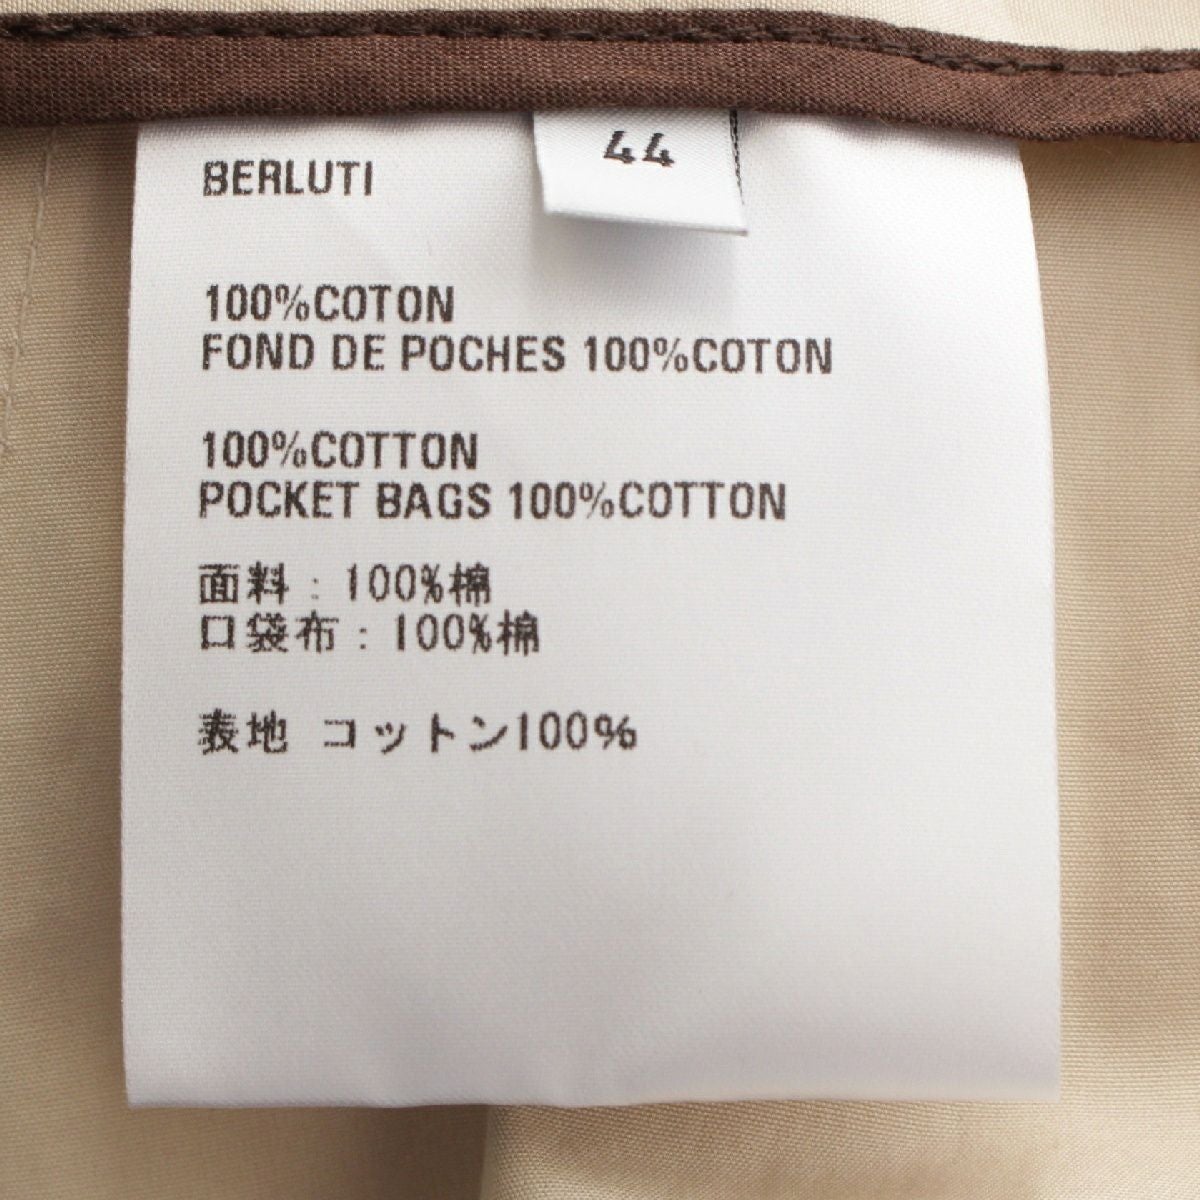 44
BERLUTI
100%COTON
FOND DE POCHES 100%COTON
100%COTTON
POCKET BAGS 100%COTTON
面料：100%棉
口袋布：100%棉
表地 コットン100%